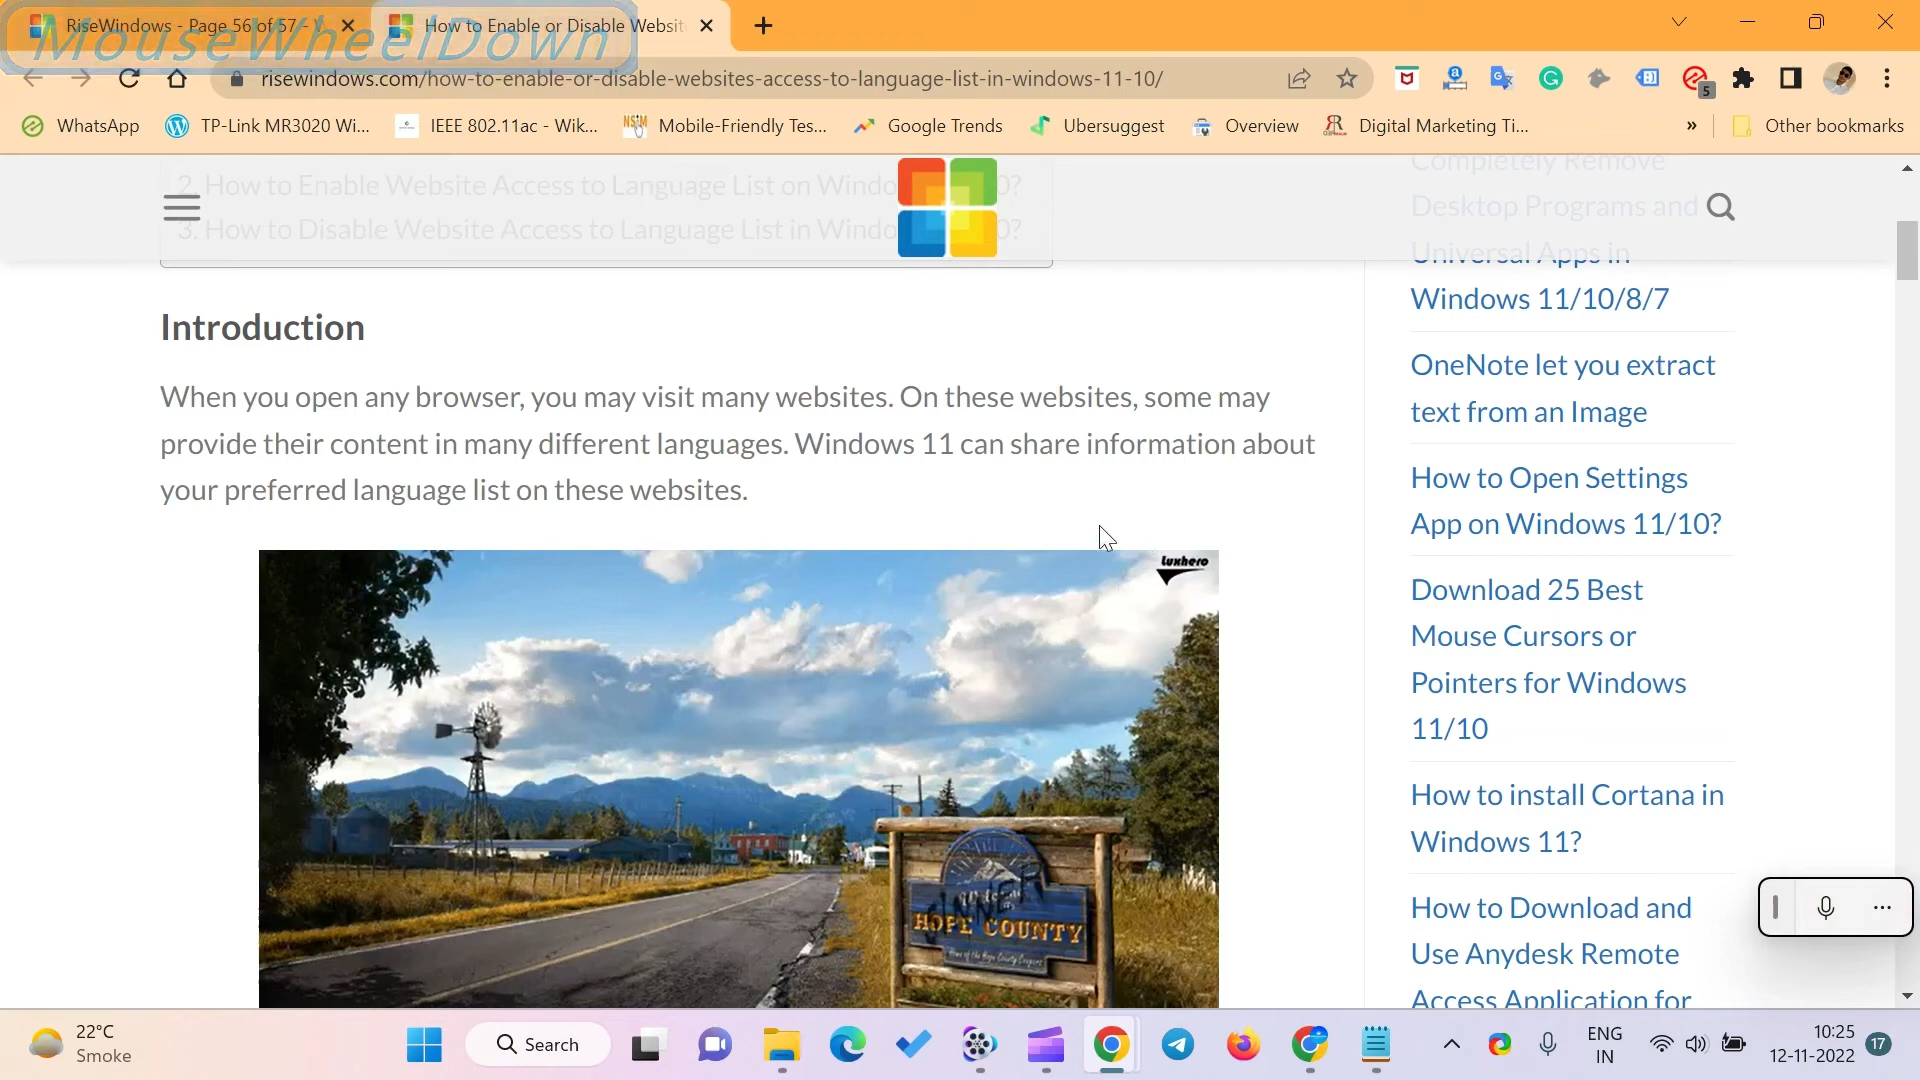 RiseWindows - Page 56 of 57 -
How to Enable or Disable Websit
MouseWheelDown
risewindows.com/how-to-enable-or-disable-websites-access-to-language-list-in-windows-11-10/
5
WhatsApp
TP-Link MR3020 Wi...
IEEE 802.11ac - Wik...
Mobile-Friendly Tes...
Google Trends
Ubersuggest
Overview
Digital Marketing Ti...
»
Other bookmarks
2. How to Enable Website Access to Language List on Windo 0?
3. How to Disable Website Access to Language List in Windo 0?
Introduction
When you open any browser, you may visit many websites. On these websites, some may
provide their content in many different languages. Windows 11 can share information about
your preferred language list on these websites.
luxhero
Welcome
SINNER
HOPE COUNTY
Completely Remove
Desktop Programs and
Universal Apps in
Windows 11/10/8/7
OneNote let you extract
text from an Image
How to Open Settings
App on Windows 11/10?
Download 25 Best
Mouse Cursors or
Pointers for Windows
11/10
How to install Cortana in
Windows 11?
How to Download and
Use Anydesk Remote
Access Application for
22°C
Smoke
Search
ENG
IN
10:25
12-11-2022
17